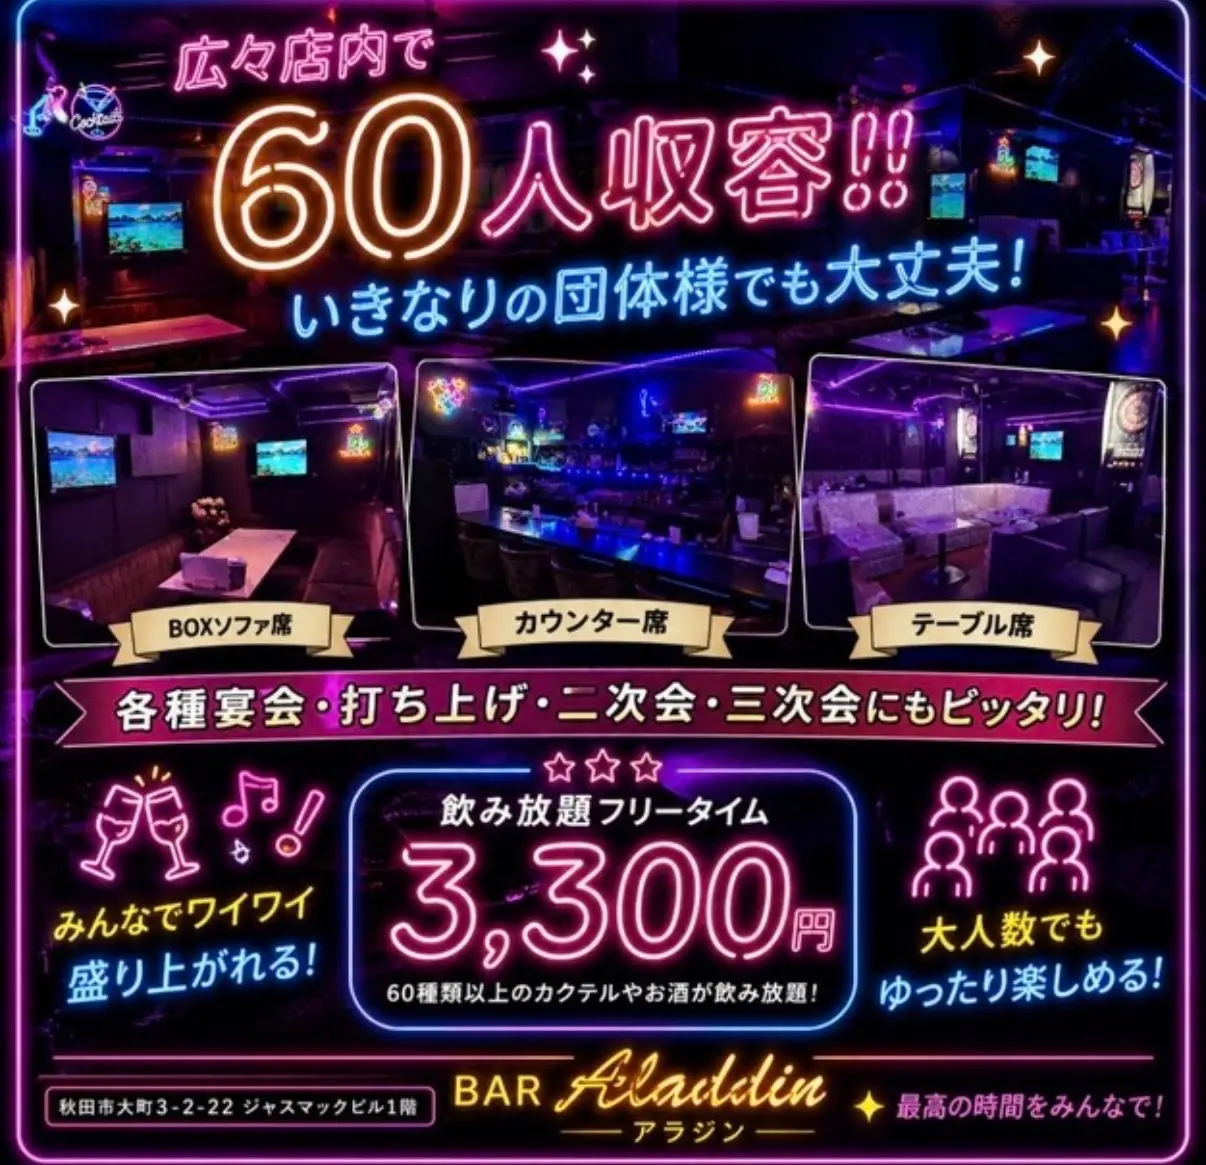 広々店内で
Cocktails
60人収容!!
いきなりの団体様でも大丈夫!
BOXソファ席
カウンター席
テーブル席
各種宴会・打ち上げ・二次会・三次会にもピッタリ!
飲み放題フリータイム
3,300円
60種類以上のカクテルやお酒が飲み放題!
みんなでワイワイ
盛り上がれる!
大人数でも
ゆったり楽しめる!
秋田市大町3-2-22 ジャスマックビル1階
BAR Aladdin
アラジン
最高の時間をみんなで!